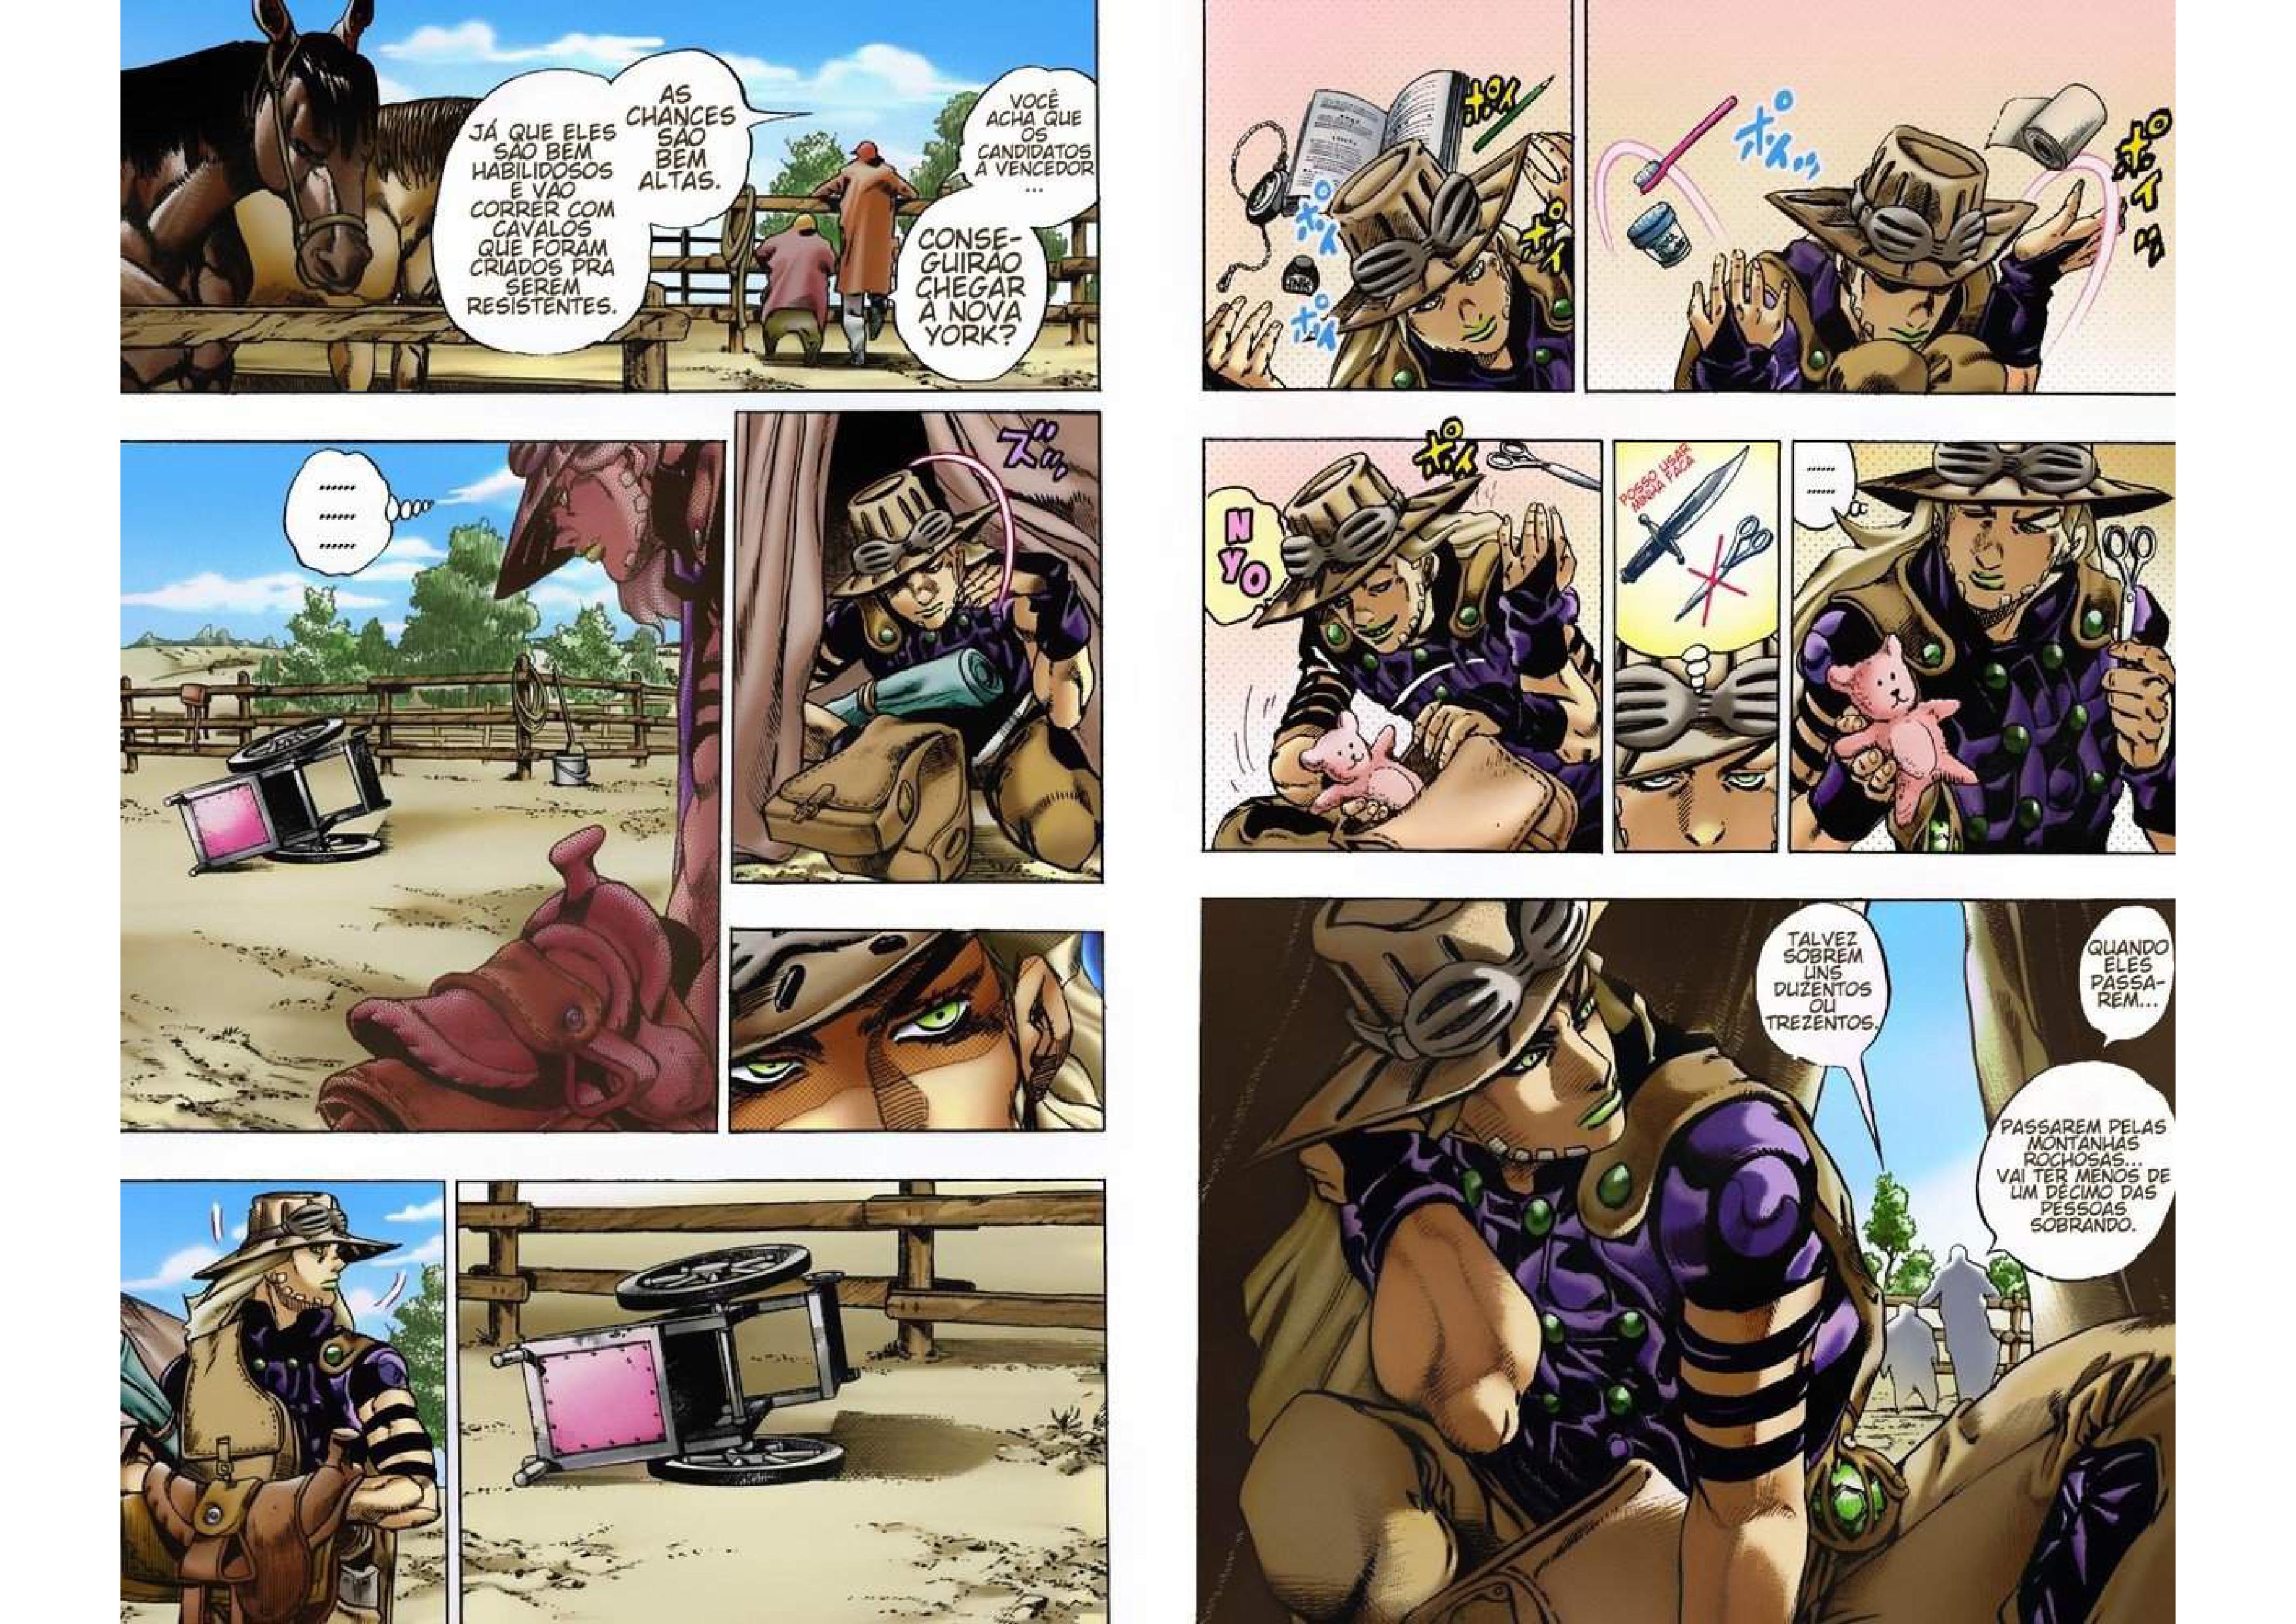 ポイッ
ポイッ
ポイ
ポイ
ポイ
ポイ
INK
......
......
POSSO USAR
MINHA FACA
ポイ
NYO
QUANDO
ELES
PASSA-
REM...
PASSAREM PELAS
MONTANHAS
ROCHOSAS...
VAI TER MENOS DE
UM DÉCIMO DAS
PESSOAS
SOBRANDO.
TALVEZ
SOBREM
UNS
DUZENTOS
OU
TREZENTOS.
VOCÊ
ACHA QUE
OS
CANDIDATOS
A VENCEDOR
...
CONSE-
GUIRÃO
CHEGAR
À NOVA
YORK?
AS
CHANCES
SÃO
BEM
ALTAS.
JÁ QUE ELES
SÃO BEM
HABILIDOSOS
E VÃO
CORRER COM
CAVALOS
QUE FORAM
CRIADOS PRA
SEREM
RESISTENTES.
ズッ
......
......
......